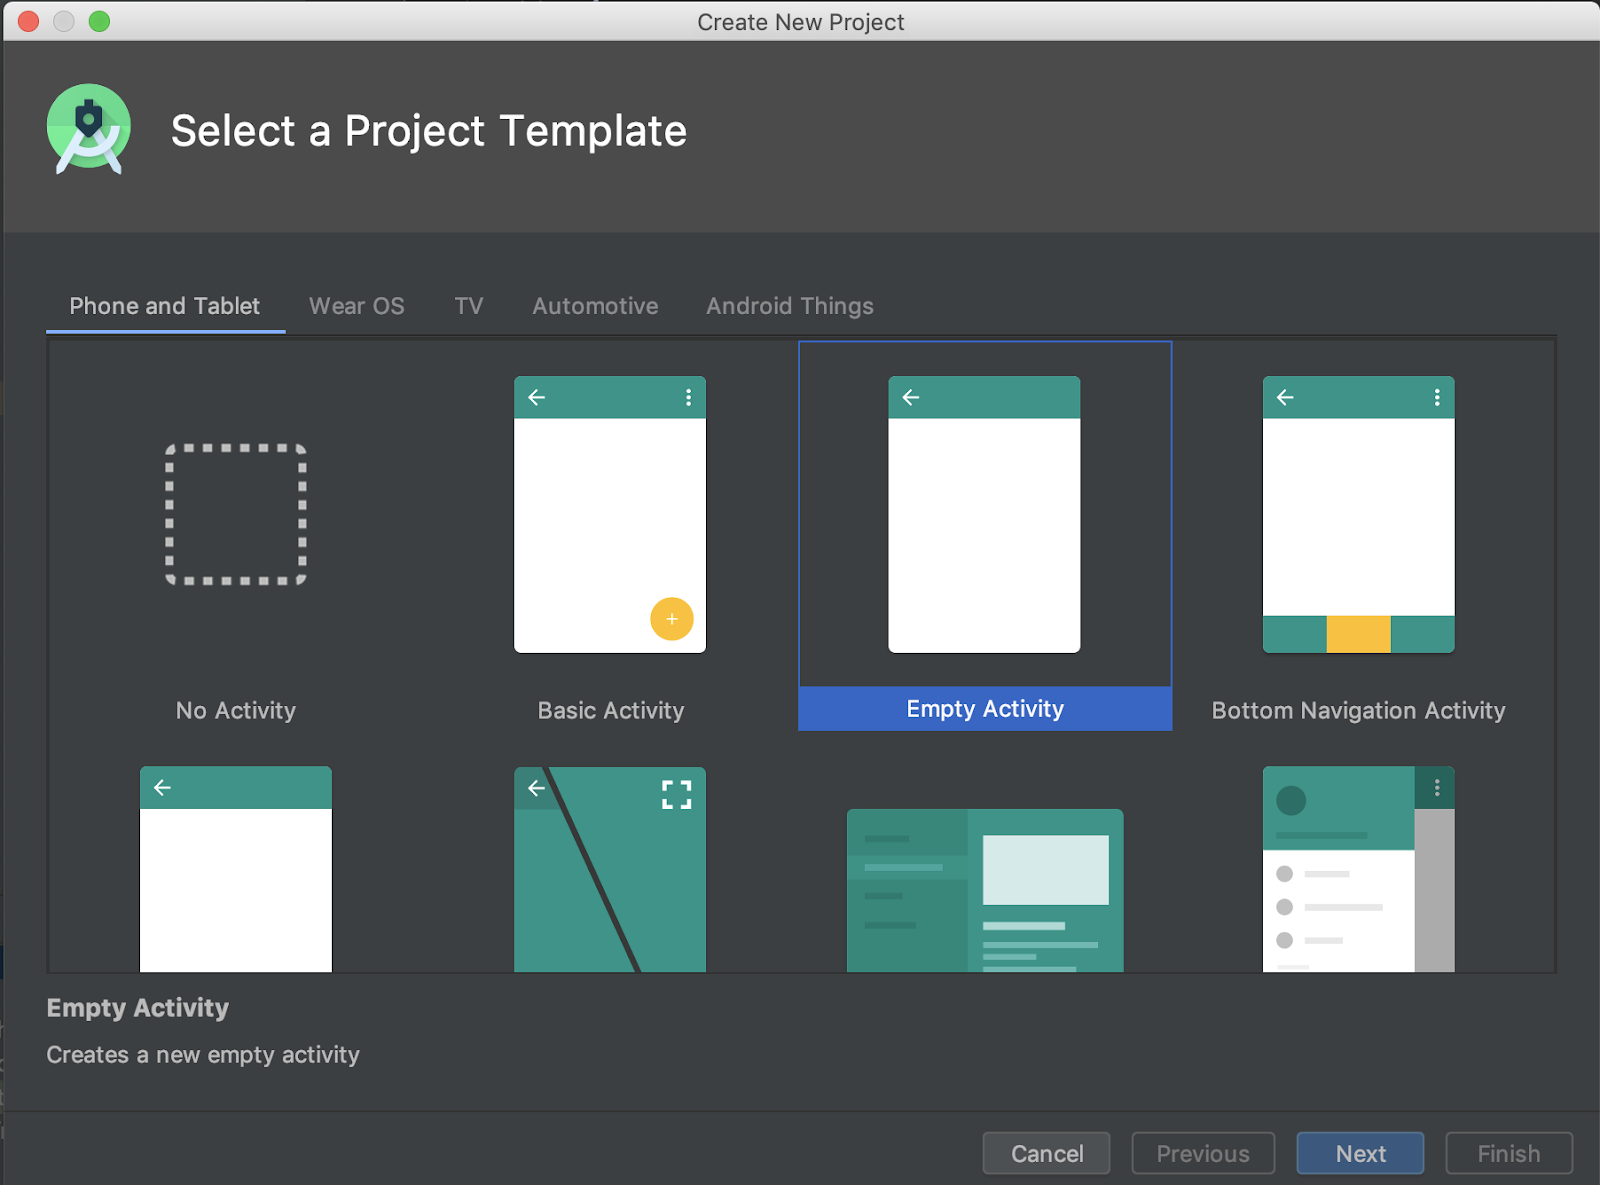 Create New Project
Select a Project Template
Phone and Tablet Wear OS TV Automotive Android Things
No Activity Basic Activity Empty Activity Bottom Navigation Activity
Empty Activity
Creates a new empty activity
Cancel Previous Next Finish